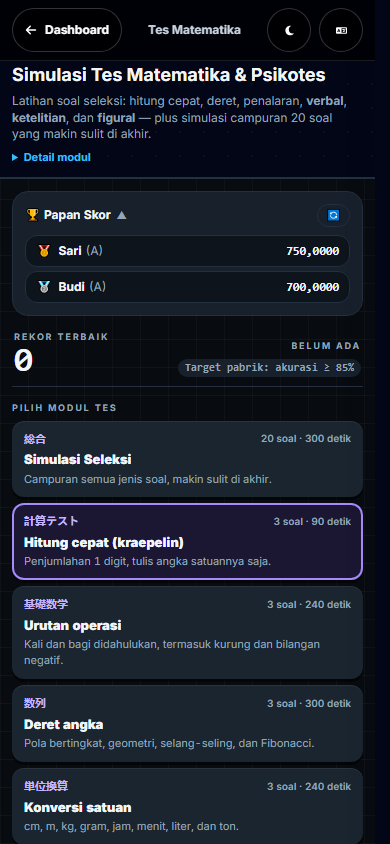 ← Dashboard
Tes Matematika
Simulasi Tes Matematika & Psikotes
Latihan soal seleksi: hitung cepat, deret, penalaran, verbal,
ketelitian, dan figural — plus simulasi campuran 20 soal
yang makin sulit di akhir.
▶ Detail modul
🏆 Papan Skor ▲
🥇 Sari (A) 750,0000
🥈 Budi (A) 700,0000
REKOR TERBAIK
0
BELUM ADA
Target pabrik: akurasi ≥ 85%
PILIH MODUL TES
総合 20 soal · 300 detik
Simulasi Seleksi
Campuran semua jenis soal, makin sulit di akhir.
計算テスト 3 soal · 90 detik
Hitung cepat (kraepelin)
Penjumlahan 1 digit, tulis angka satuannya saja.
基礎数学 3 soal · 240 detik
Urutan operasi
Kali dan bagi didahulukan, termasuk kurung dan bilangan
negatif.
数列 3 soal · 300 detik
Deret angka
Pola bertingkat, geometri, selang-seling, dan Fibonacci.
単位換算 3 soal · 240 detik
Konversi satuan
cm, m, kg, gram, jam, menit, liter, dan ton.